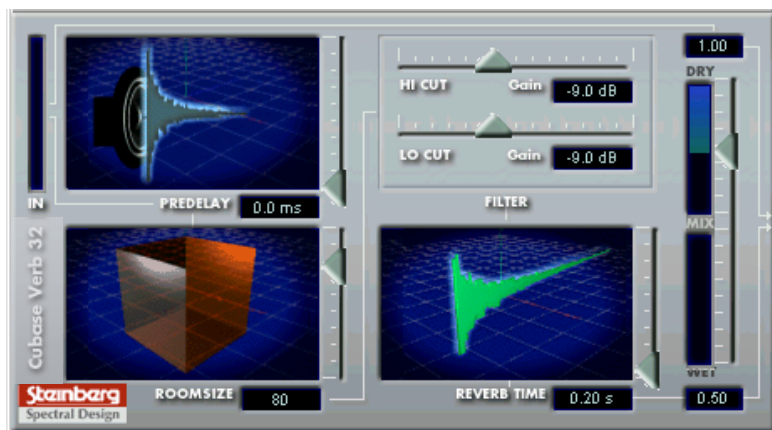 1.00
DRY
HI CUT Gain -9.0 dB
LO CUT Gain -9.0 dB
IN
PREDELAY 0.0 ms
FILTER
MIX
Cubase Verb 32
WET
Steinberg
Spectral Design
ROOMSIZE 80
REVERB TIME 0.20 s
0.50